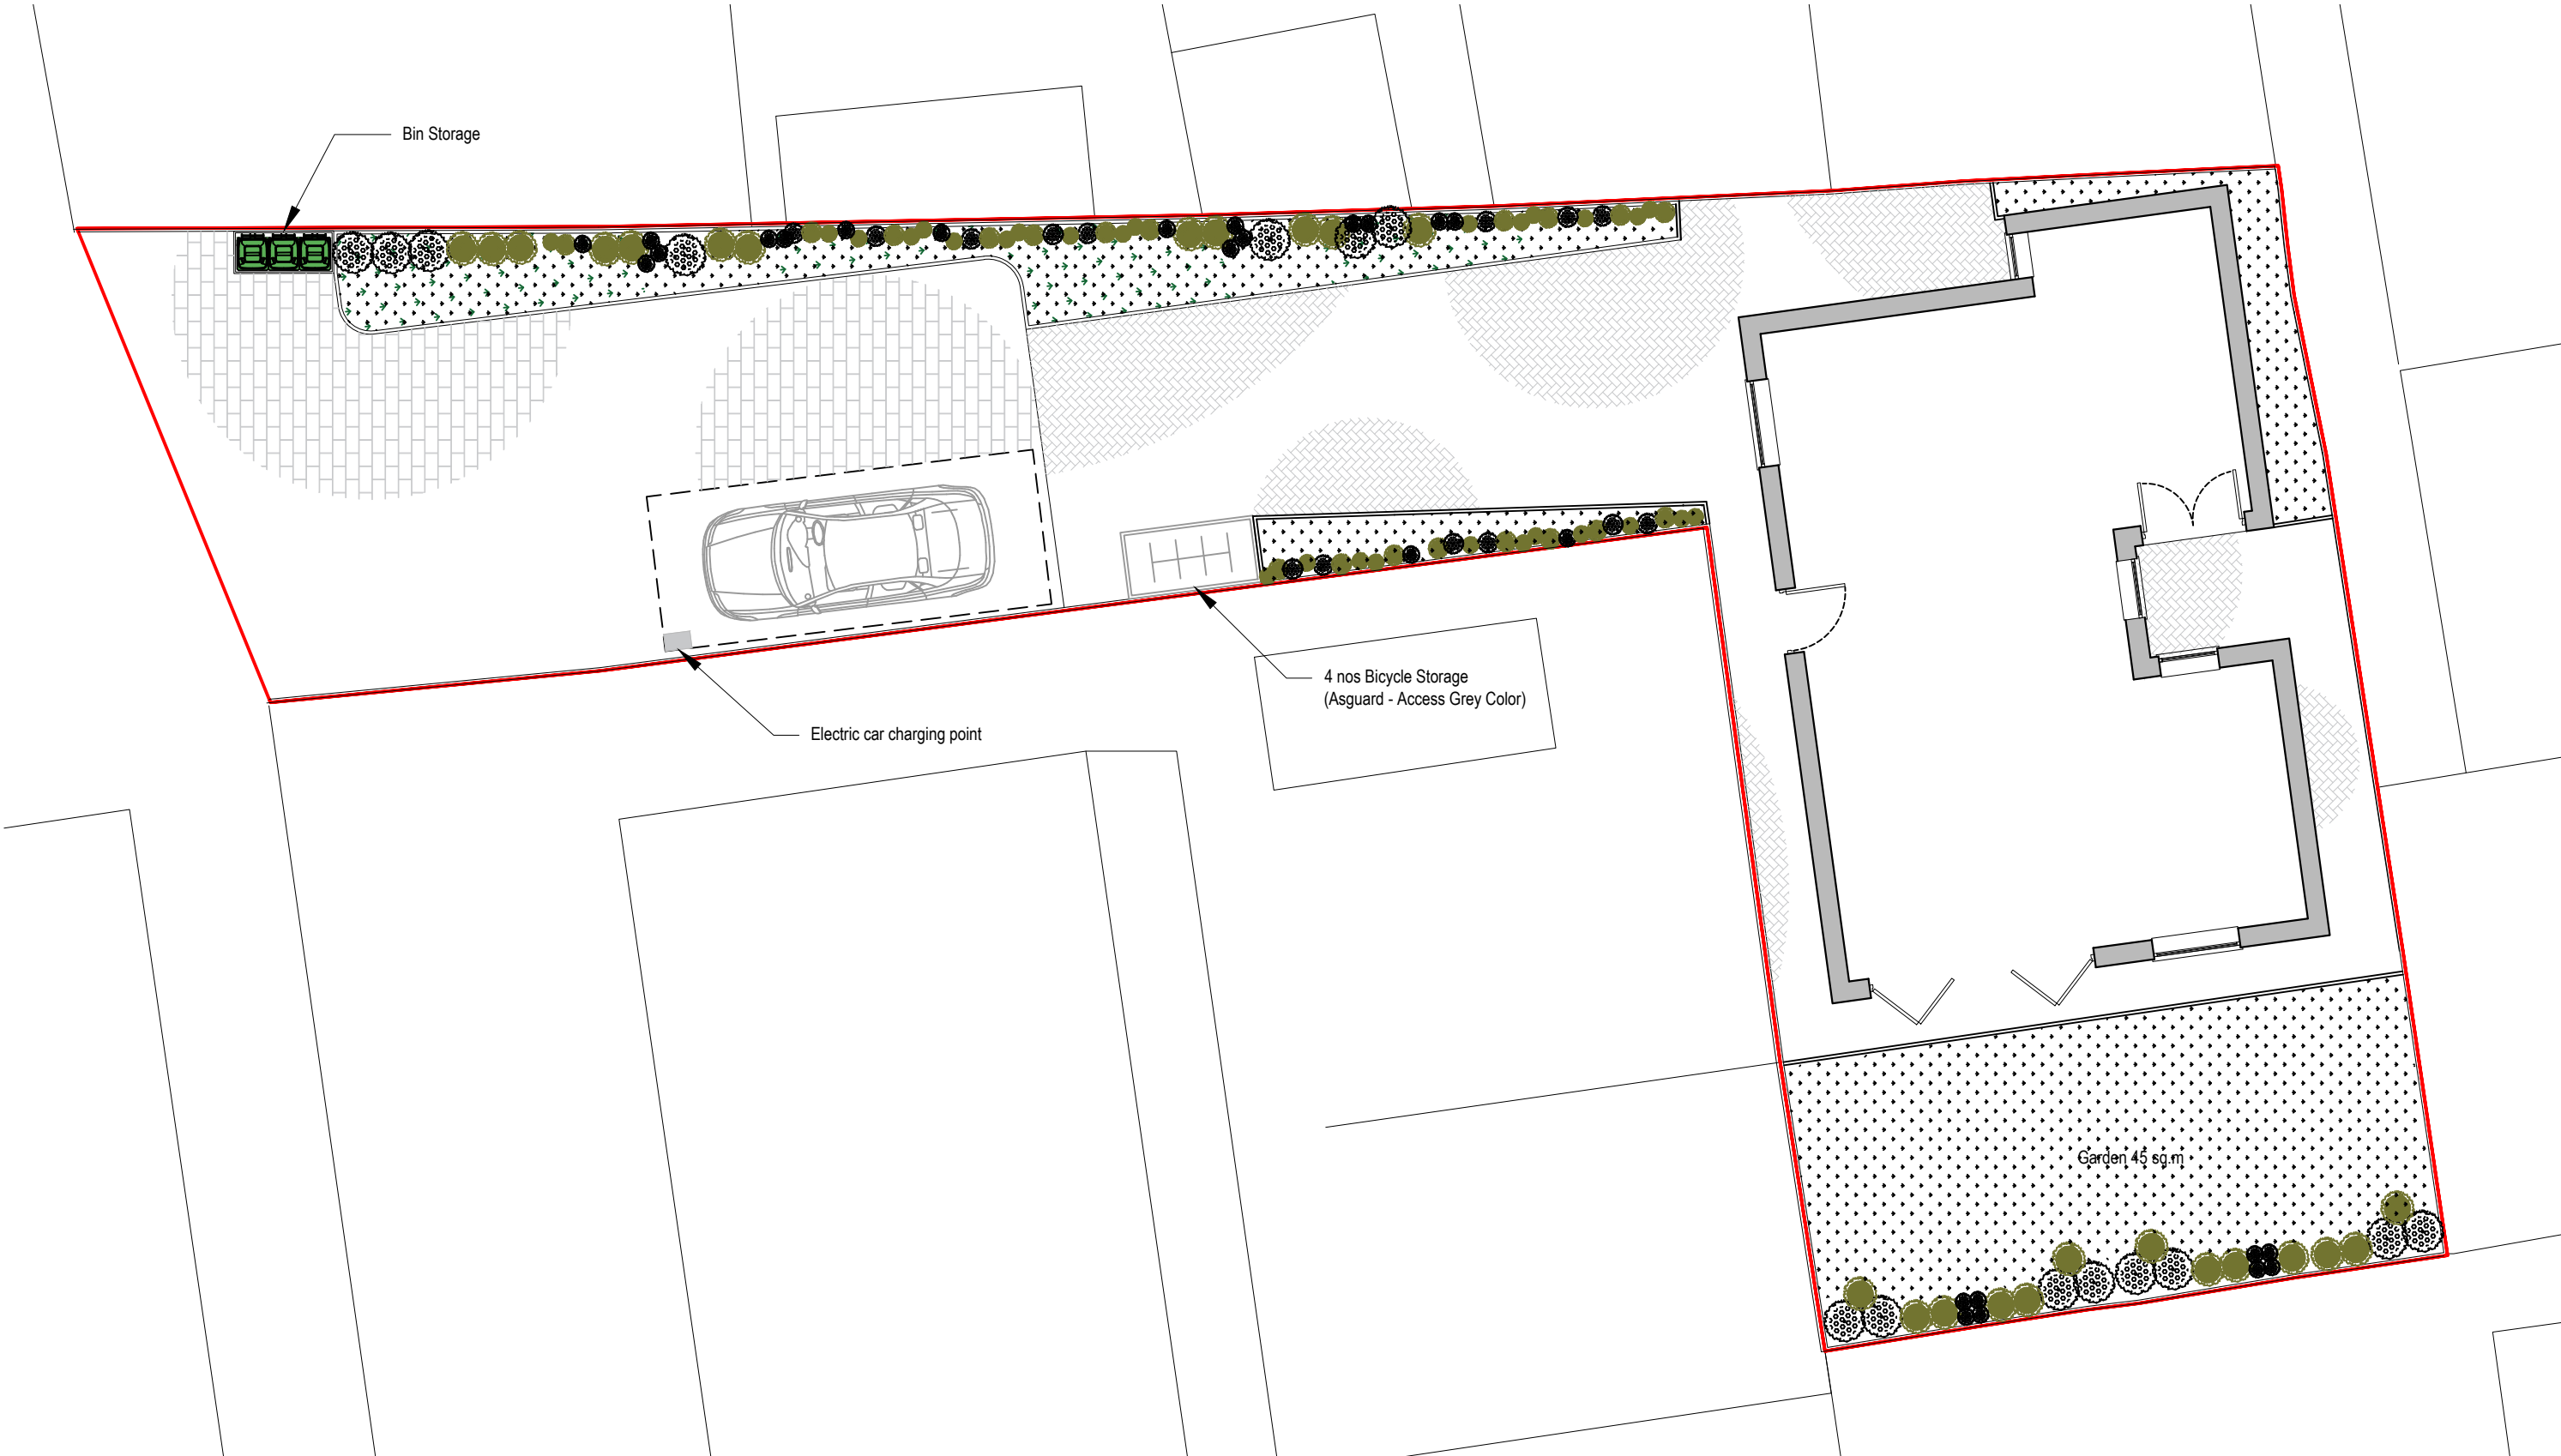 Bin Storage
4 nos Bicycle Storage
(Asguard - Access Grey Color)
Electric car charging point
Garden 45 sq.m